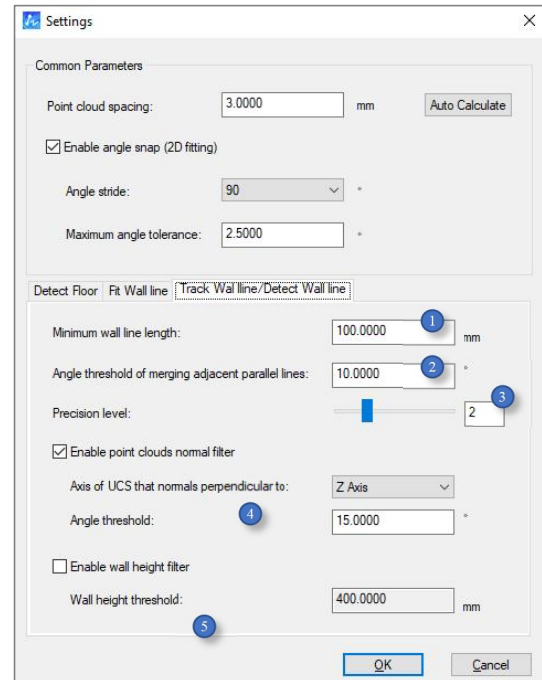 Settings
Common Parameters
Point cloud spacing: 3.0000 mm Auto Calculate
Enable angle snap (2D fitting)
Angle stride: 90 °
Maximum angle tolerance: 2.5000 °
Detect Floor Fit Wall line Track Wal lline/Detect Wall line
Minimum wall line length: 100.0000 1 mm
Angle threshold of merging adjacent parallel lines: 10.0000 2 °
Precision level: 2 3
Enable point clouds normal filter
Axis of UCS that normals perpendicular to: Z Axis
Angle threshold: 4 15.0000 °
Enable wall height filter
Wall height threshold: 400.0000 mm
5
OK Cancel